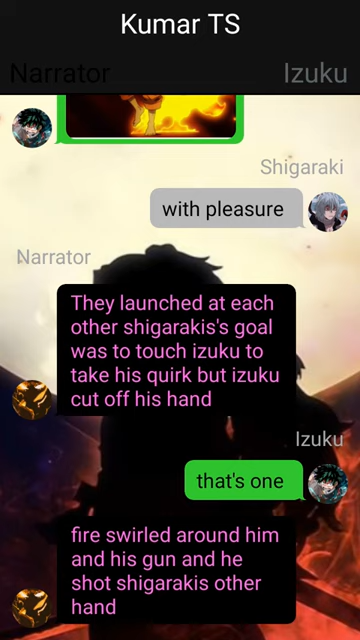 Kumar TS
Narrator
Izuku
Shigaraki
with pleasure
Narrator
They launched at each
other shigarakis's goal
was to touch izuku to
take his quirk but izuku
cut off his hand
Izuku
that's one
fire swirled around him
and his gun and he
shot shigarakis other
hand